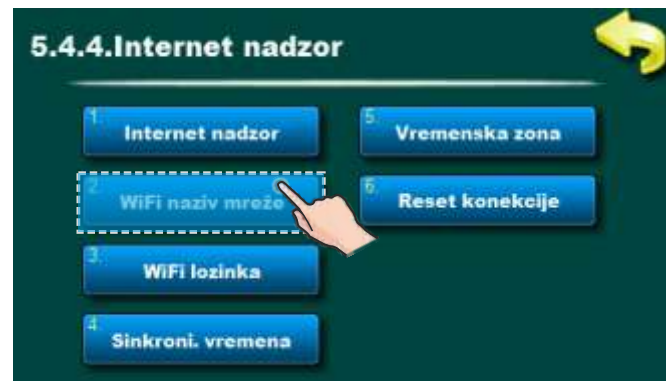 5.4.4.Internet nadzor
1. Internet nadzor
2. WiFi naziv mreže
3. WiFi lozinka
4. Sinkroni. vremena
5. Vremenska zona
6. Reset konekcije